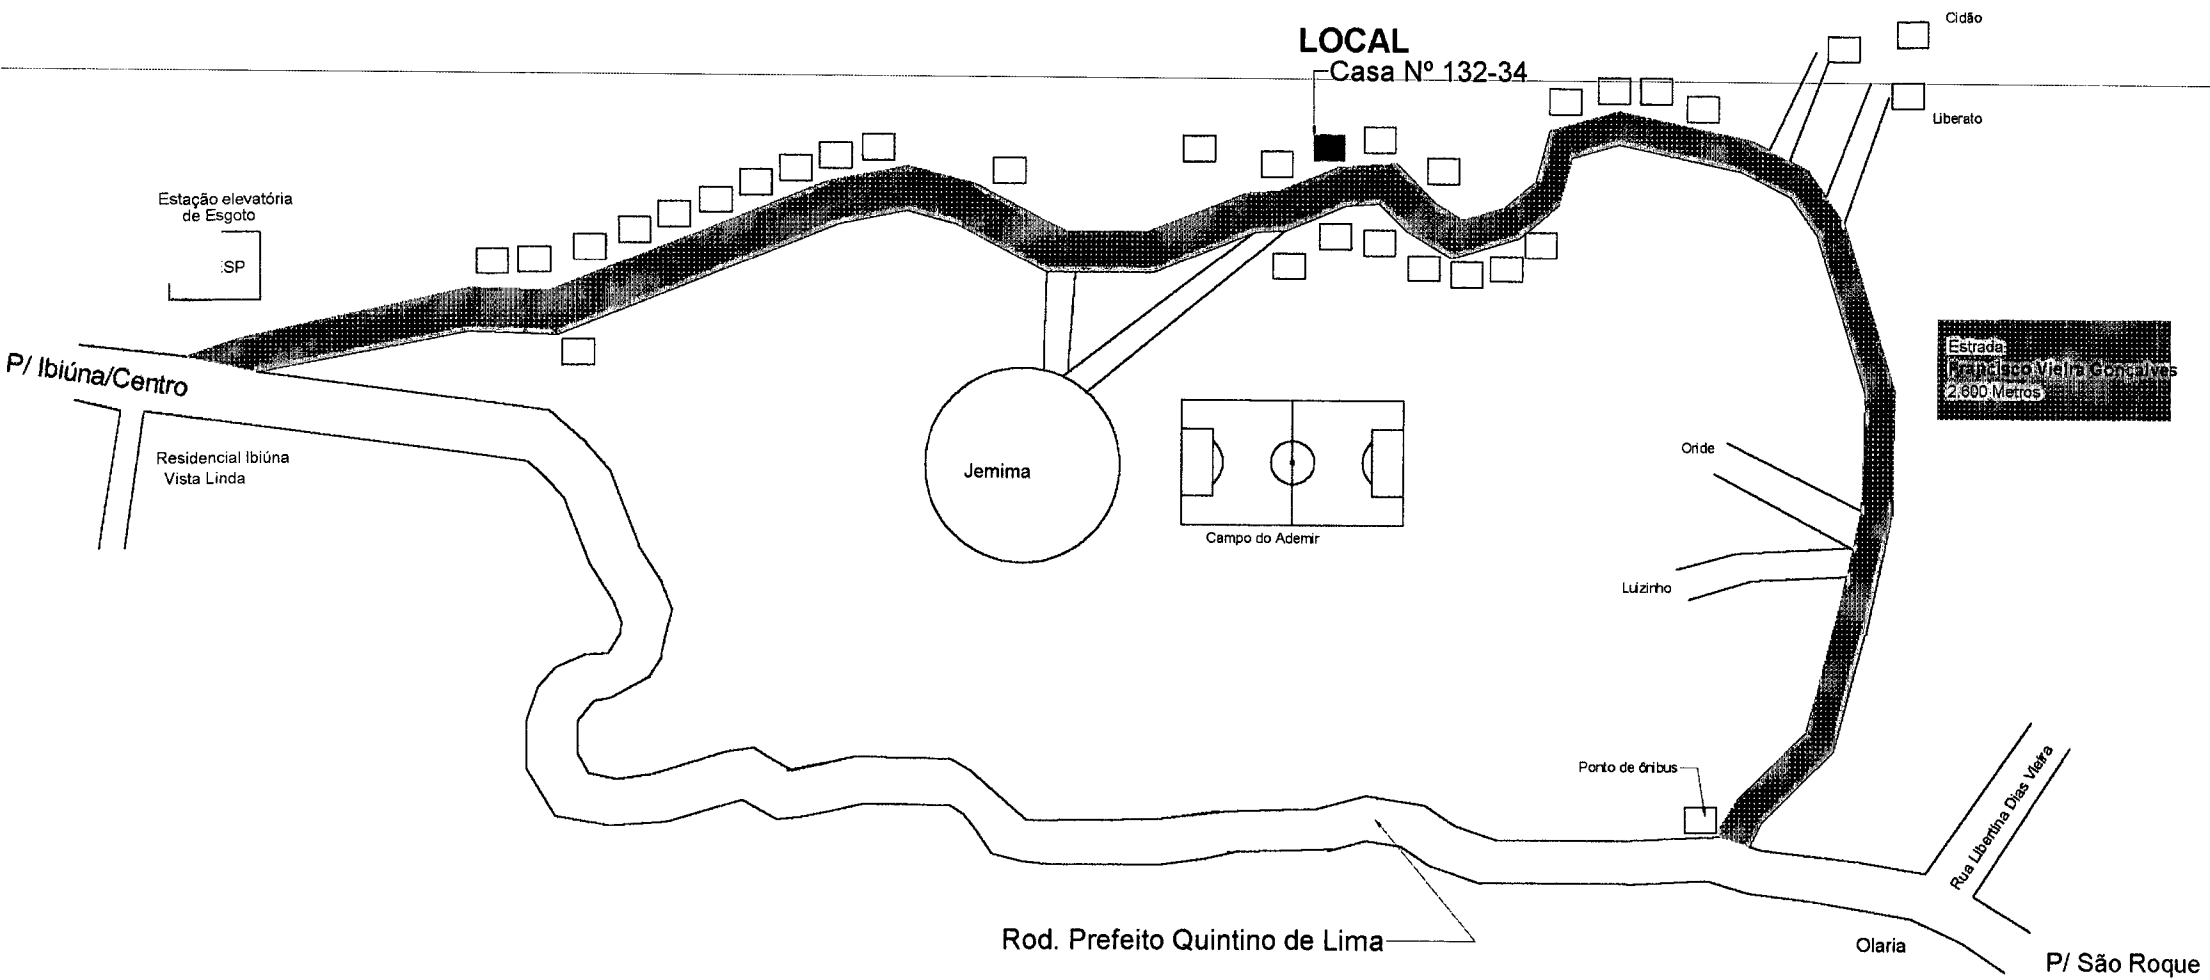 Cidão
LOCAL
Casa Nº 132-34
Liberato
Estação elevatória
de Esgoto
SP
Estrada
Francisco Vieira Gonçalves
2.600 Metros
P/ Ibiúna/Centro
Residencial Ibiúna
Vista Linda
Jemima
Oride
Campo do Ademir
Luizinho
Ponto de ônibus
Rua Libertina Dias Vieira
Rod. Prefeito Quintino de Lima
Olaria
P/ São Roque